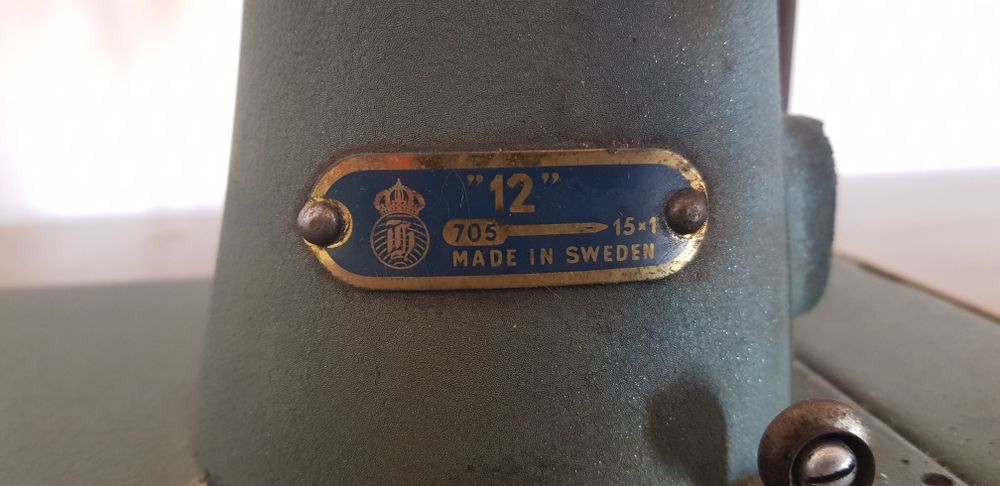 "12"
705 15×1
MADE IN SWEDEN
H